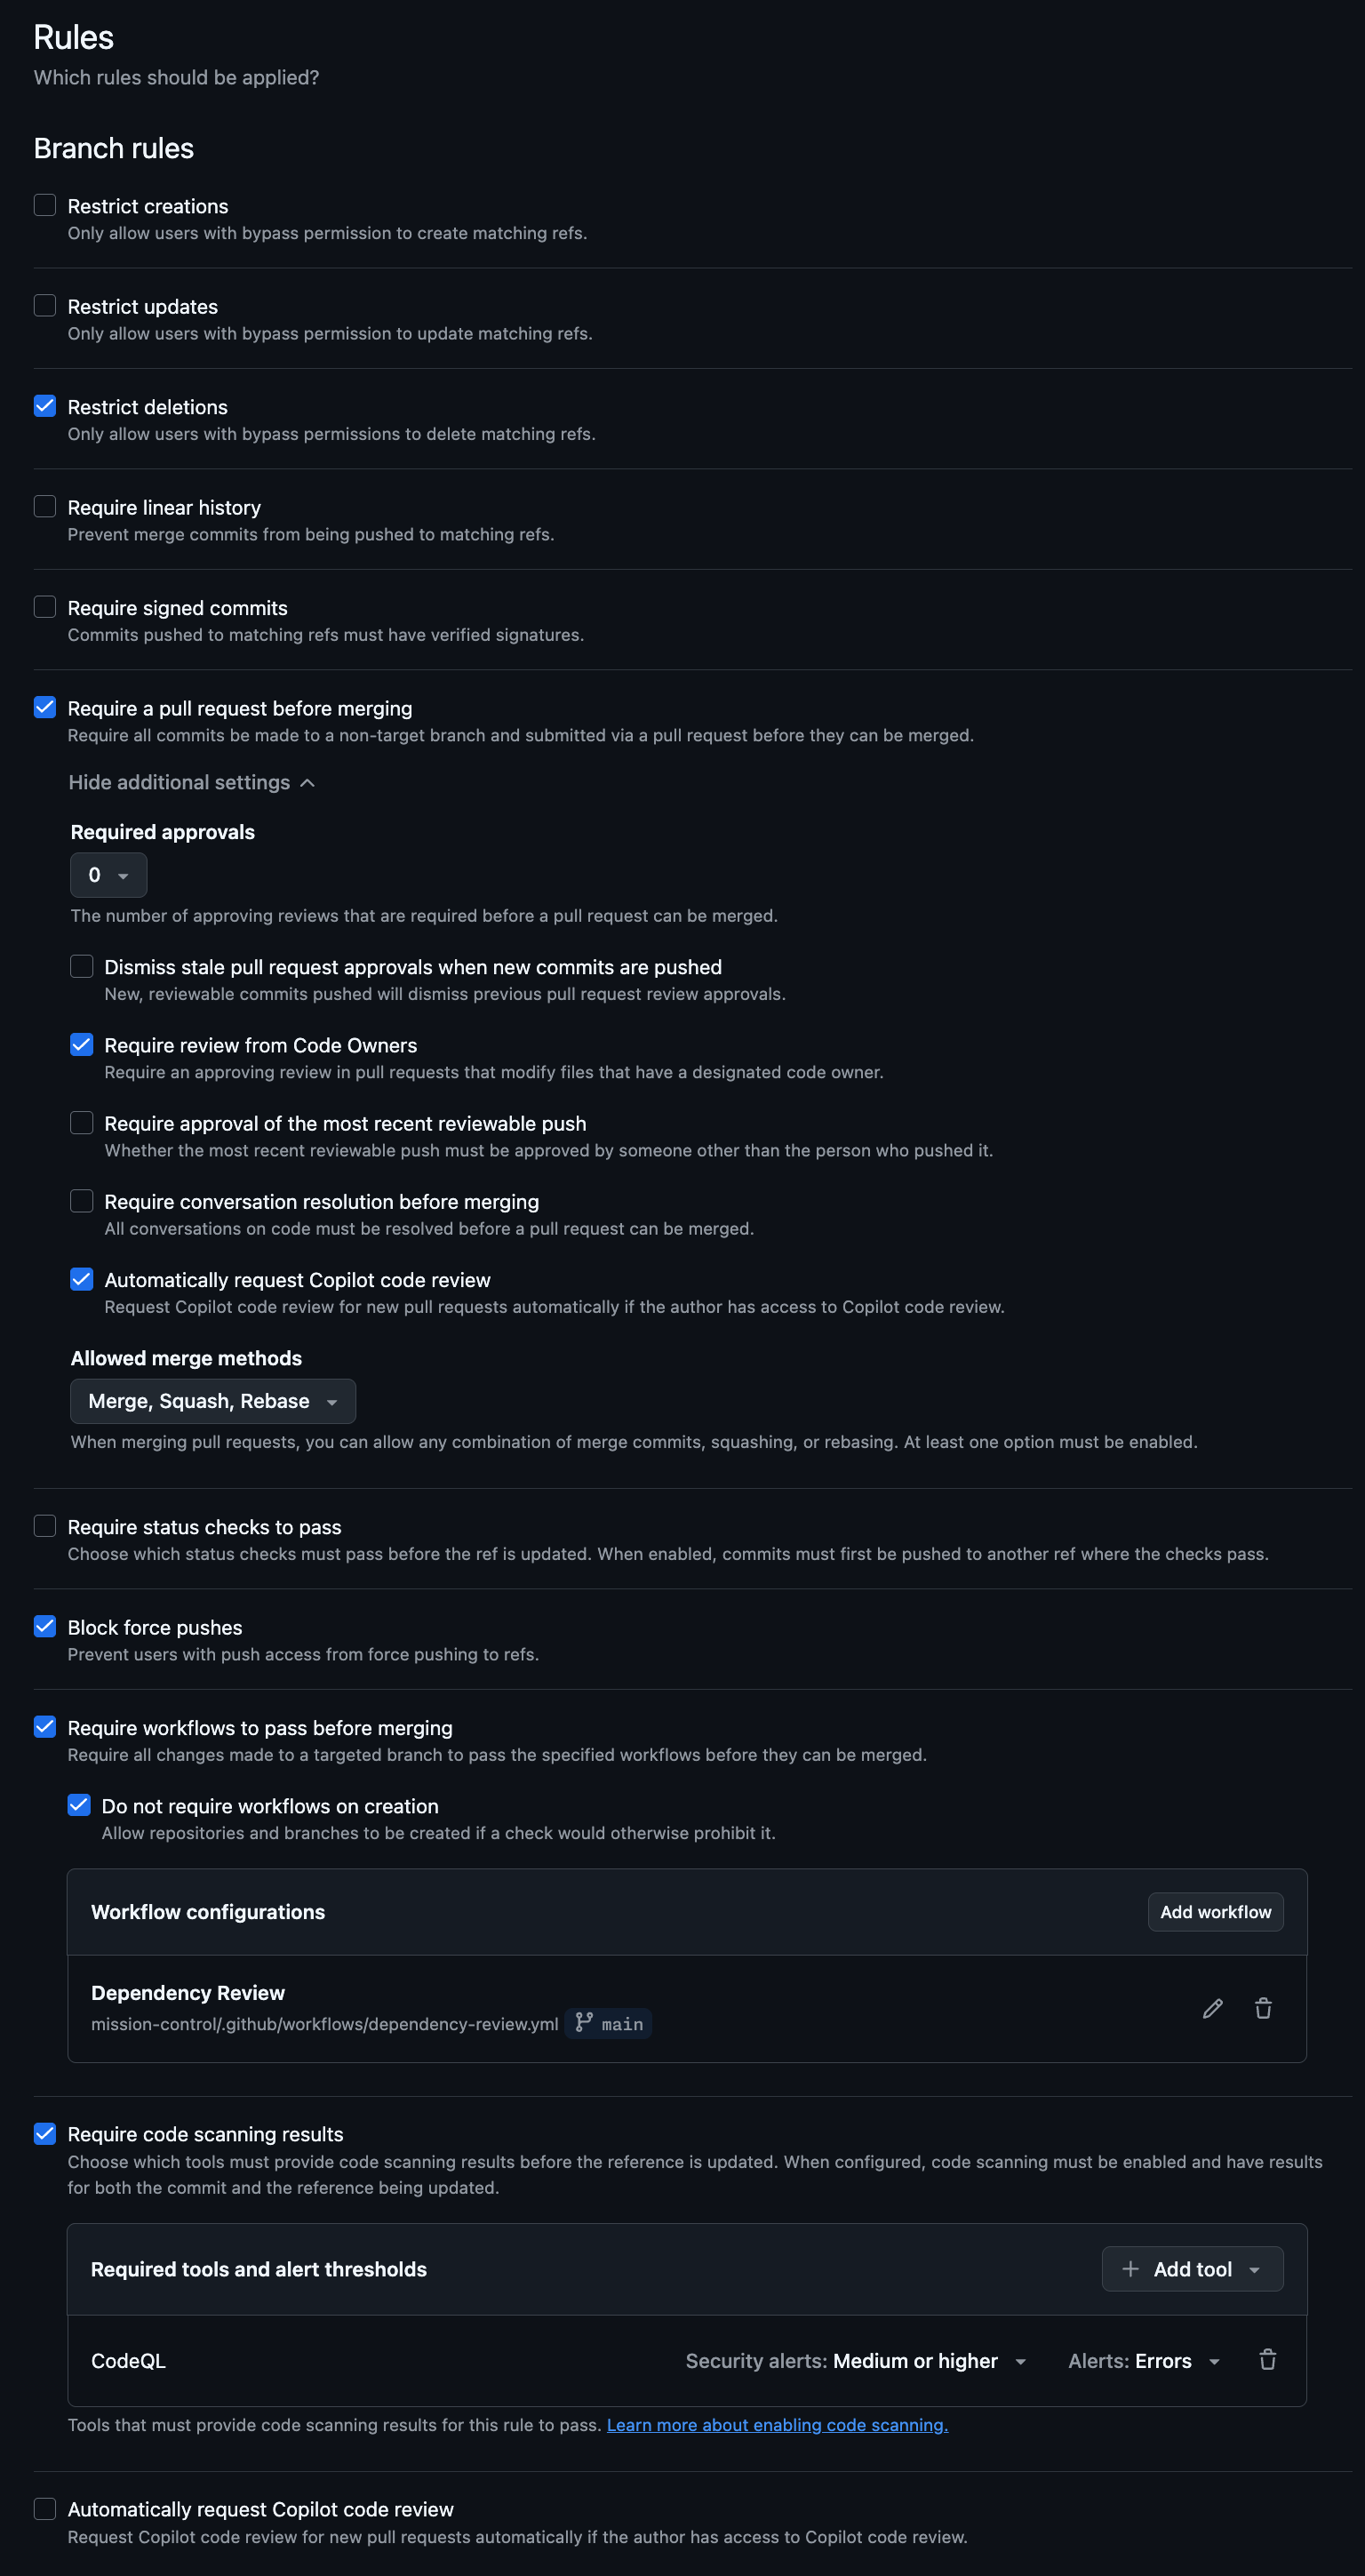 Rules
Which rules should be applied?
Branch rules
Restrict creations
Only allow users with bypass permission to create matching refs.
Restrict updates
Only allow users with bypass permission to update matching refs.
Restrict deletions
Only allow users with bypass permissions to delete matching refs.
Require linear history
Prevent merge commits from being pushed to matching refs.
Require signed commits
Commits pushed to matching refs must have verified signatures.
Require a pull request before merging
Require all commits be made to a non-target branch and submitted via a pull request before they can be merged.
Hide additional settings
Required approvals
0
The number of approving reviews that are required before a pull request can be merged.
Dismiss stale pull request approvals when new commits are pushed
New, reviewable commits pushed will dismiss previous pull request review approvals.
Require review from Code Owners
Require an approving review in pull requests that modify files that have a designated code owner.
Require approval of the most recent reviewable push
Whether the most recent reviewable push must be approved by someone other than the person who pushed it.
Require conversation resolution before merging
All conversations on code must be resolved before a pull request can be merged.
Automatically request Copilot code review
Request Copilot code review for new pull requests automatically if the author has access to Copilot code review.
Allowed merge methods
Merge, Squash, Rebase
When merging pull requests, you can allow any combination of merge commits, squashing, or rebasing. At least one option must be enabled.
Require status checks to pass
Choose which status checks must pass before the ref is updated. When enabled, commits must first be pushed to another ref where the checks pass.
Block force pushes
Prevent users with push access from force pushing to refs.
Require workflows to pass before merging
Require all changes made to a targeted branch to pass the specified workflows before they can be merged.
Do not require workflows on creation
Allow repositories and branches to be created if a check would otherwise prohibit it.
Workflow configurations Add workflow
Dependency Review
mission-control/.github/workflows/dependency-review.yml main
Require code scanning results
Choose which tools must provide code scanning results before the reference is updated. When configured, code scanning must be enabled and have results
for both the commit and the reference being updated.
Required tools and alert thresholds Add tool
CodeQL Security alerts: Medium or higher Alerts: Errors
Tools that must provide code scanning results for this rule to pass. Learn more about enabling code scanning.
Automatically request Copilot code review
Request Copilot code review for new pull requests automatically if the author has access to Copilot code review.